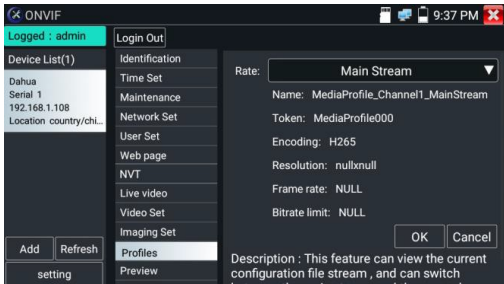 ONVIF
9:37 PM
Logged : admin
Login Out
Device List(1)
Dahua
Serial 1
192.168.1.108
Location country/chi...
Add
Refresh
setting
Identification
Time Set
Maintenance
Network Set
User Set
Web page
NVT
Live video
Video Set
Imaging Set
Profiles
Preview
Rate:
Main Stream
Name: MediaProfile_Channel1_MainStream
Token: MediaProfile000
Encoding: H265
Resolution: nullxnull
Frame rate: NULL
Bitrate limit: NULL
OK
Cancel
Description : This feature can view the current
configuration file stream , and can switch